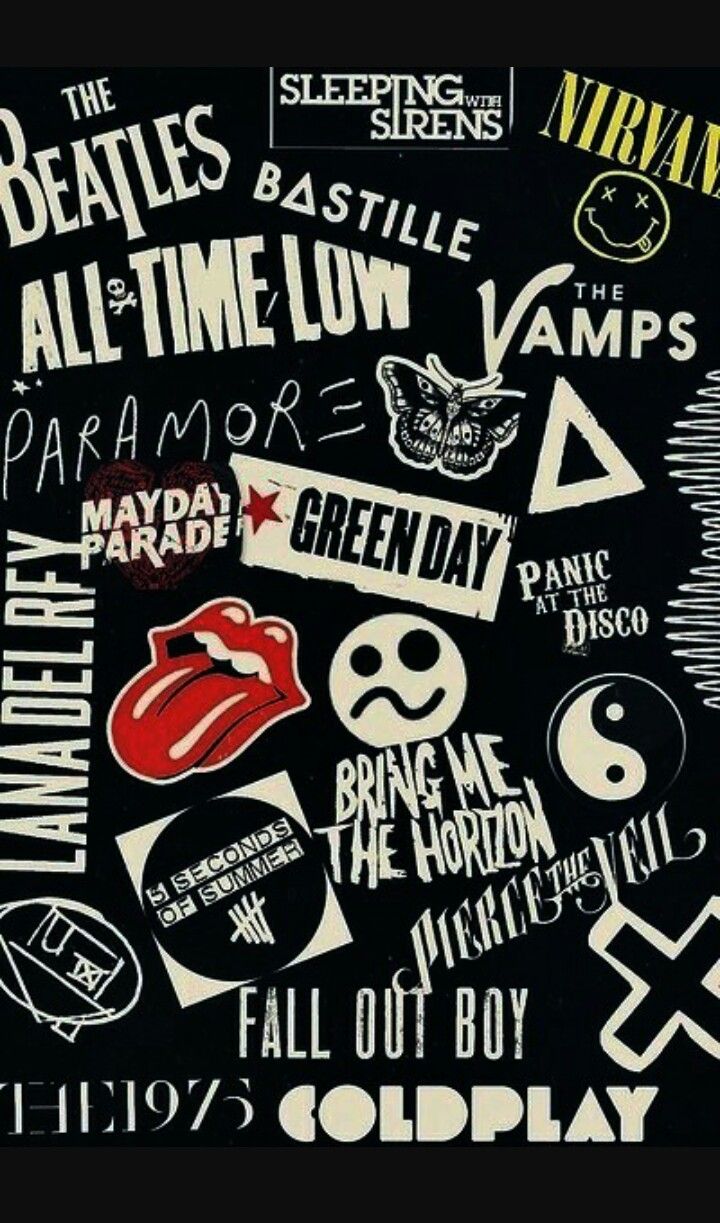 THE
BEATLES
SLEEPING WITH
SIRENS
NIRVAN
BASTILLE
ALL TIME LOW
THE
VAMPS
PARAMORE
MAYDAY
PARADE
GREEN DAY
PANIC
AT THE
DISCO
LANA DEL REY
BRING ME
THE HORIZON
5 SECONDS
OF SUMMER
PIERCE THE VEIL
FALL OUT BOY
THE 1975
COLDPLAY